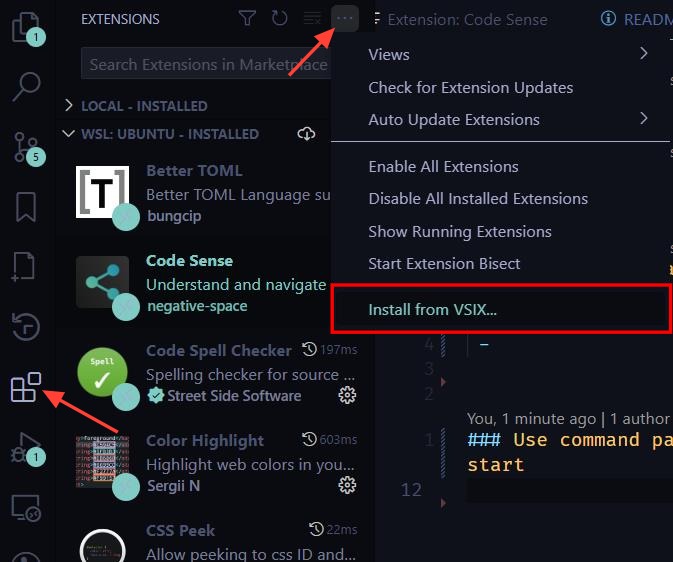 EXTENSIONS
Extension: Code Sense
README
1
Search Extensions in Marketplace
Views
Check for Extension Updates
Auto Update Extensions
LOCAL - INSTALLED
WSL: UBUNTU - INSTALLED
5
Enable All Extensions
Disable All Installed Extensions
Show Running Extensions
Start Extension Bisect
Install from VSIX...
[T]
Better TOML
Better TOML Language su
bungcip
Code Sense
Understand and navigate
negative-space
Spell
Code Spell Checker
197ms
Spelling checker for source ...
Street Side Software
Color Highlight
603ms
Highlight web colors in you...
Sergii N
CSS Peek
22ms
Allow peeking to css ID and...
1
4
-
3
2
You, 1 minute ago | 1 author
1
### Use command pa
start
12